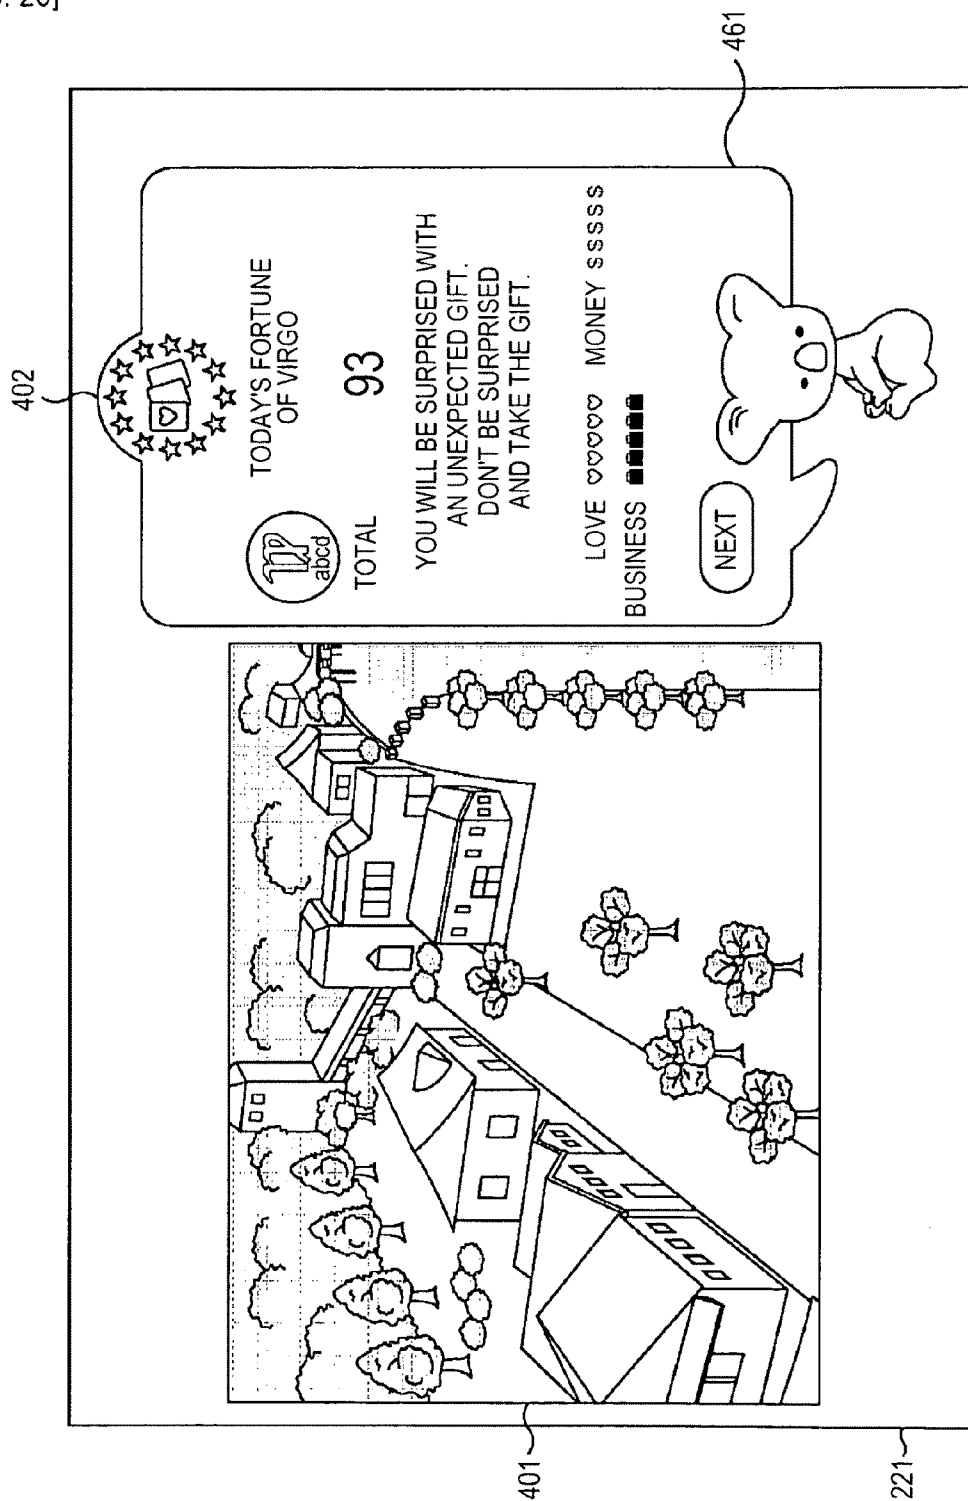 402
461
TODAY'S FORTUNE
OF VIRGO
abcd
TOTAL 93
YOU WILL BE SURPRISED WITH
AN UNEXPECTED GIFT.
DON'T BE SURPRISED
AND TAKE THE GIFT.
LOVE ♡♡♡♡♡ MONEY $$$$$
BUSINESS
NEXT
401
221